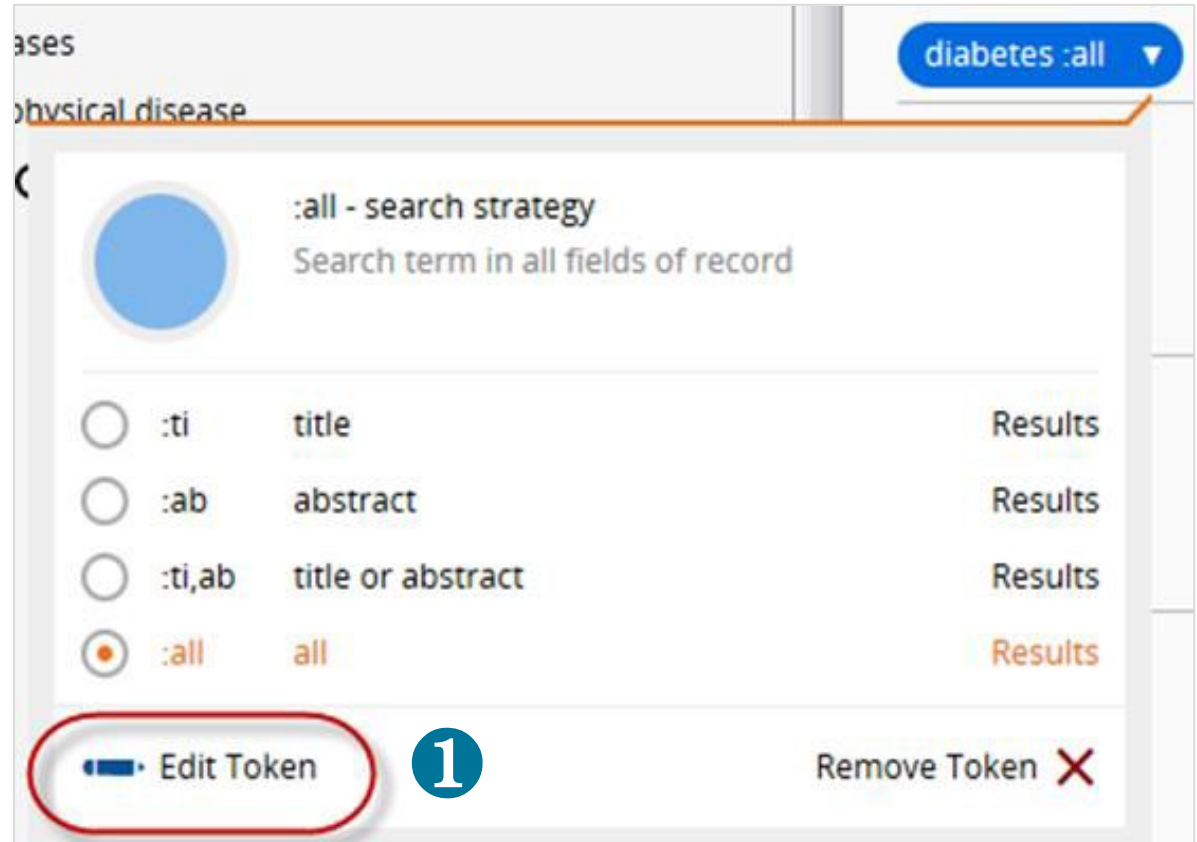 ases
diabetes :all ▼
physical disease
:all - search strategy
Search term in all fields of record
:ti title Results
:ab abstract Results
:ti,ab title or abstract Results
:all all Results
Edit Token 1 Remove Token X